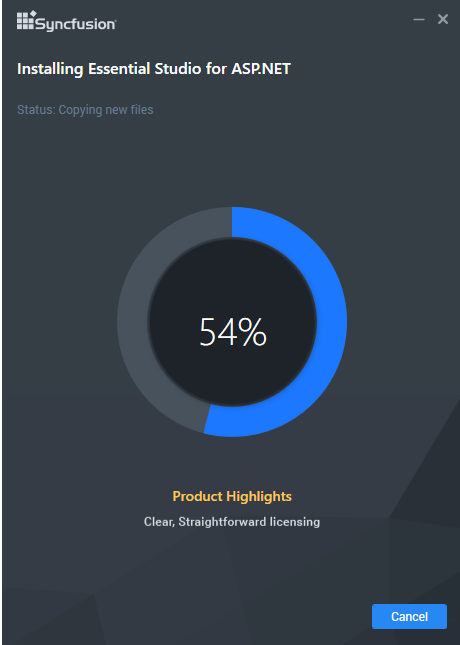 Syncfusion
Installing Essential Studio for ASP.NET
Status: Copying new files
54%
Product Highlights
Clear, Straightforward licensing
Cancel